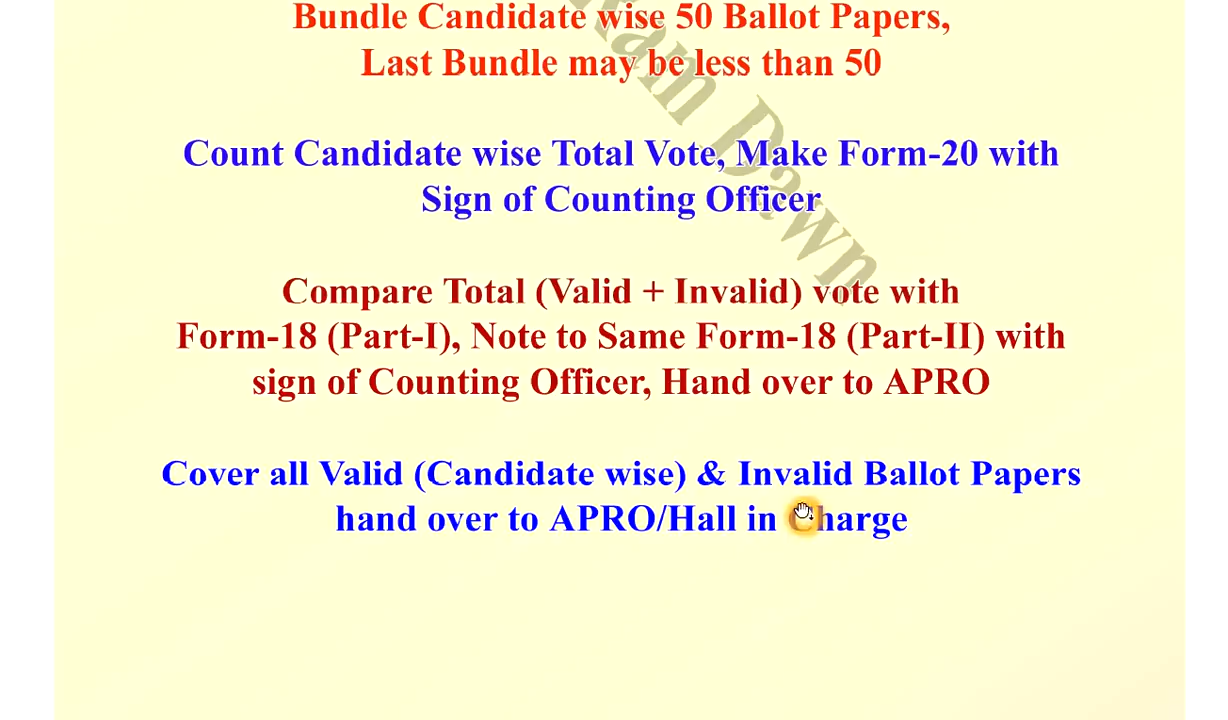 Bundle Candidate wise 50 Ballot Papers,
Last Bundle may be less than 50
Count Candidate wise Total Vote, Make Form-20 with
Sign of Counting Officer
Compare Total (Valid + Invalid) vote with
Form-18 (Part-I), Note to Same Form-18 (Part-II) with
sign of Counting Officer, Hand over to APRO
Cover all Valid (Candidate wise) & Invalid Ballot Papers
hand over to APRO/Hall in Charge